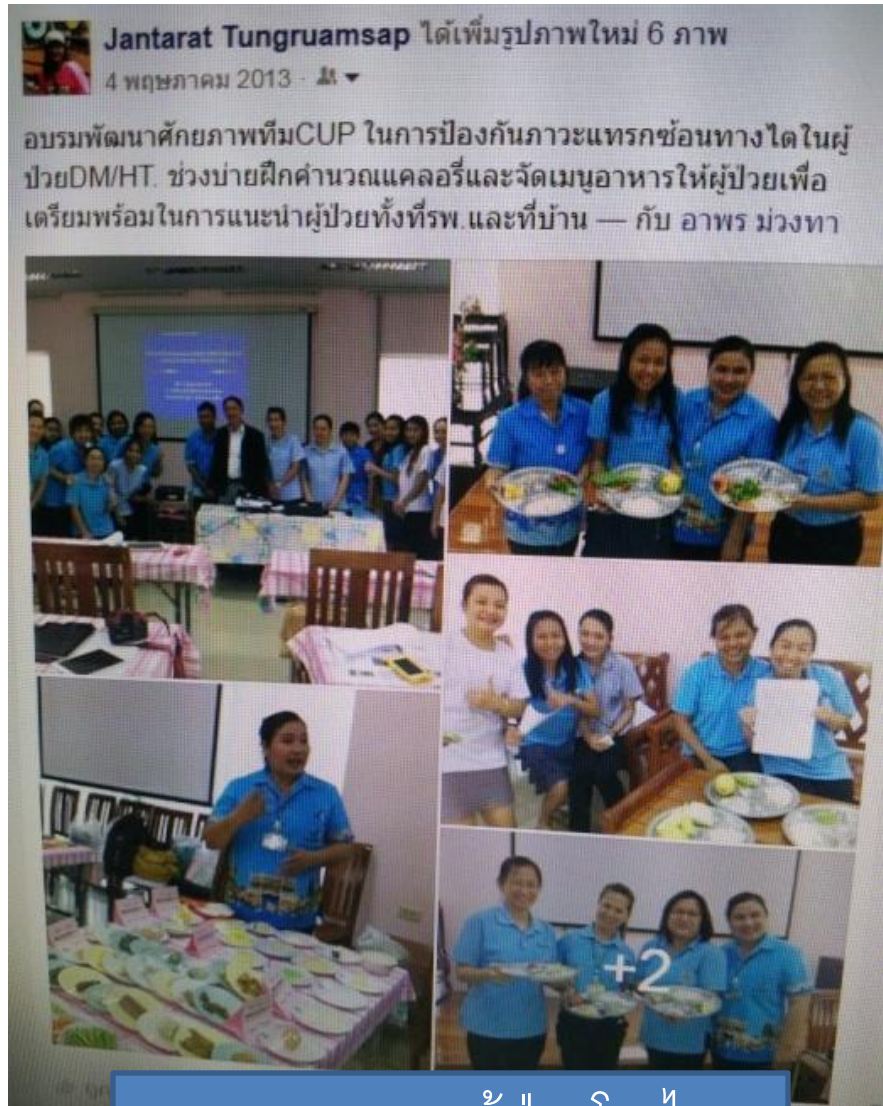 Jantarat Tungruamsap ได้เพิ่มรูปภาพใหม่ 6 ภาพ
4 พฤษภาคม 2013
อบรมพัฒนาศักยภาพทีมCUP ในการป้องกันภาวะแทรกซ้อนทางไตในผู้
ป่วยDM/HT. ช่วงบ่ายฝึกคำนวณแคลอรี่และจัดเมนูอาหารให้ผู้ป่วยเพื่อ
เตรียมพร้อมในการแนะนำผู้ป่วยทั้งที่รพ.และที่บ้าน — กับ อาพร ม่วงทา
+2